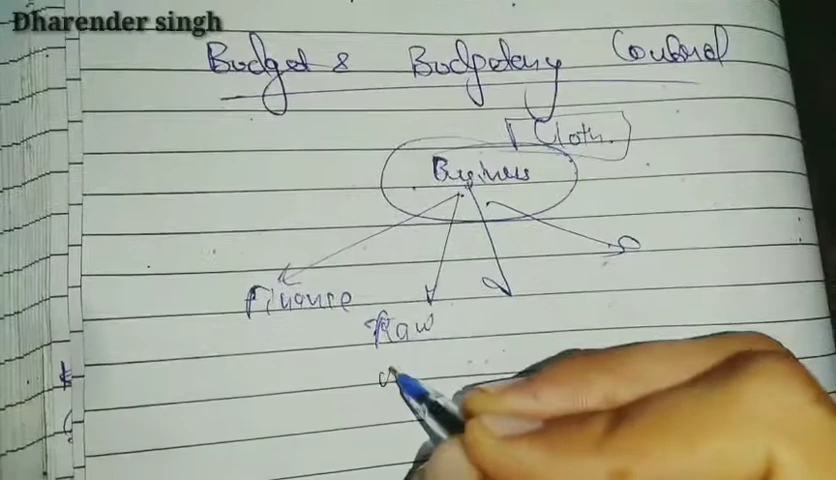 Dharender singh
Budget & Budgetary Control
Cloth.
Business
Finance
Raw